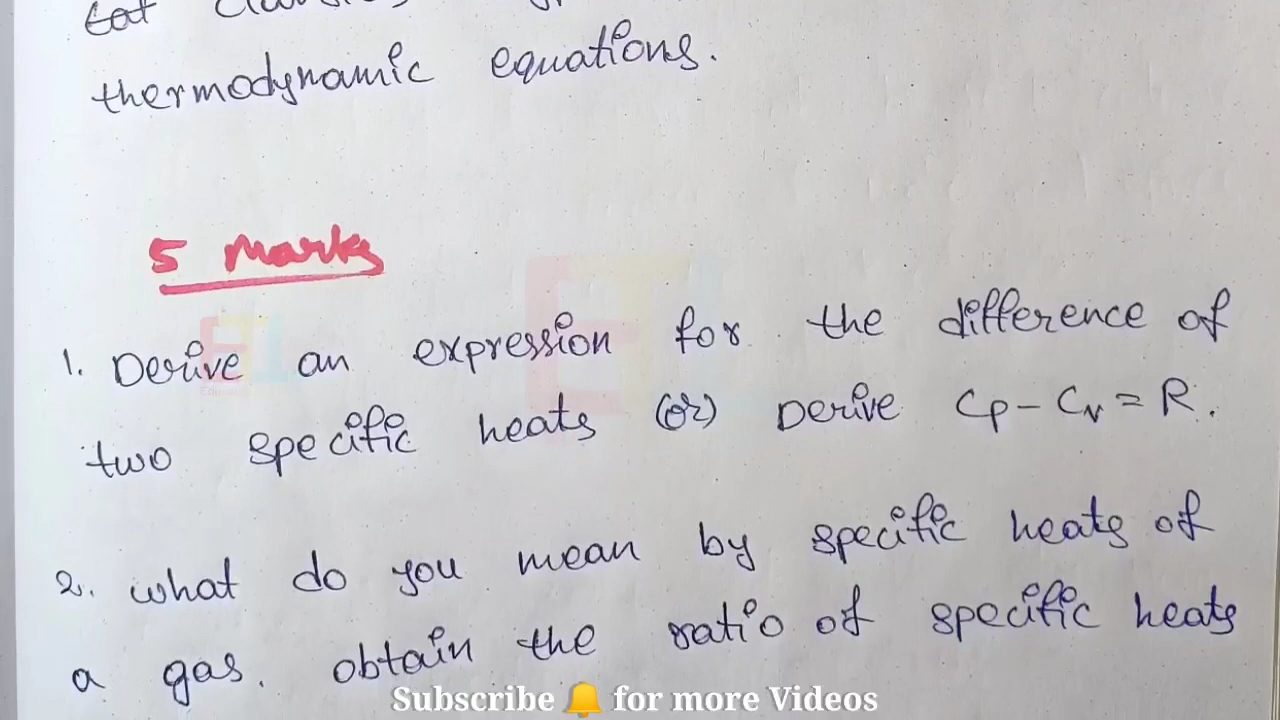 thermodynamic equations.
5 Marks
1. Derive an expression for the difference of
two specific heats (or) Derive Cp - Cv = R.
2. what do you mean by specific heats of
a gas. obtain the ratio of specific heats
Subscribe 🔔 for more Videos